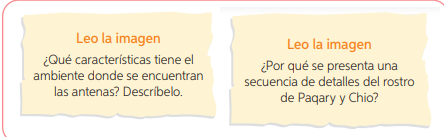 Leo la imagen
¿Qué características tiene el
ambiente donde se encuentran
las antenas? Descríbelo.
Leo la imagen
¿Por qué se presenta una
secuencia de detalles del rostro
de Paqary y Chio?